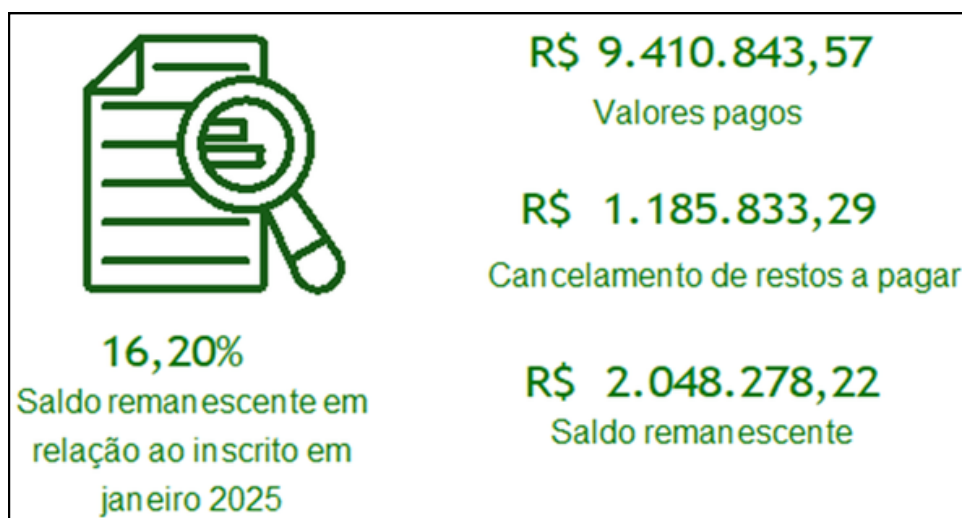 R$ 9.410.843,57
Valores pagos
R$ 1.185.833,29
Cancelamento de restos a pagar
16,20%
Saldo remanescente em
relação ao inscrito em
janeiro 2025
R$ 2.048.278,22
Saldo remanescente